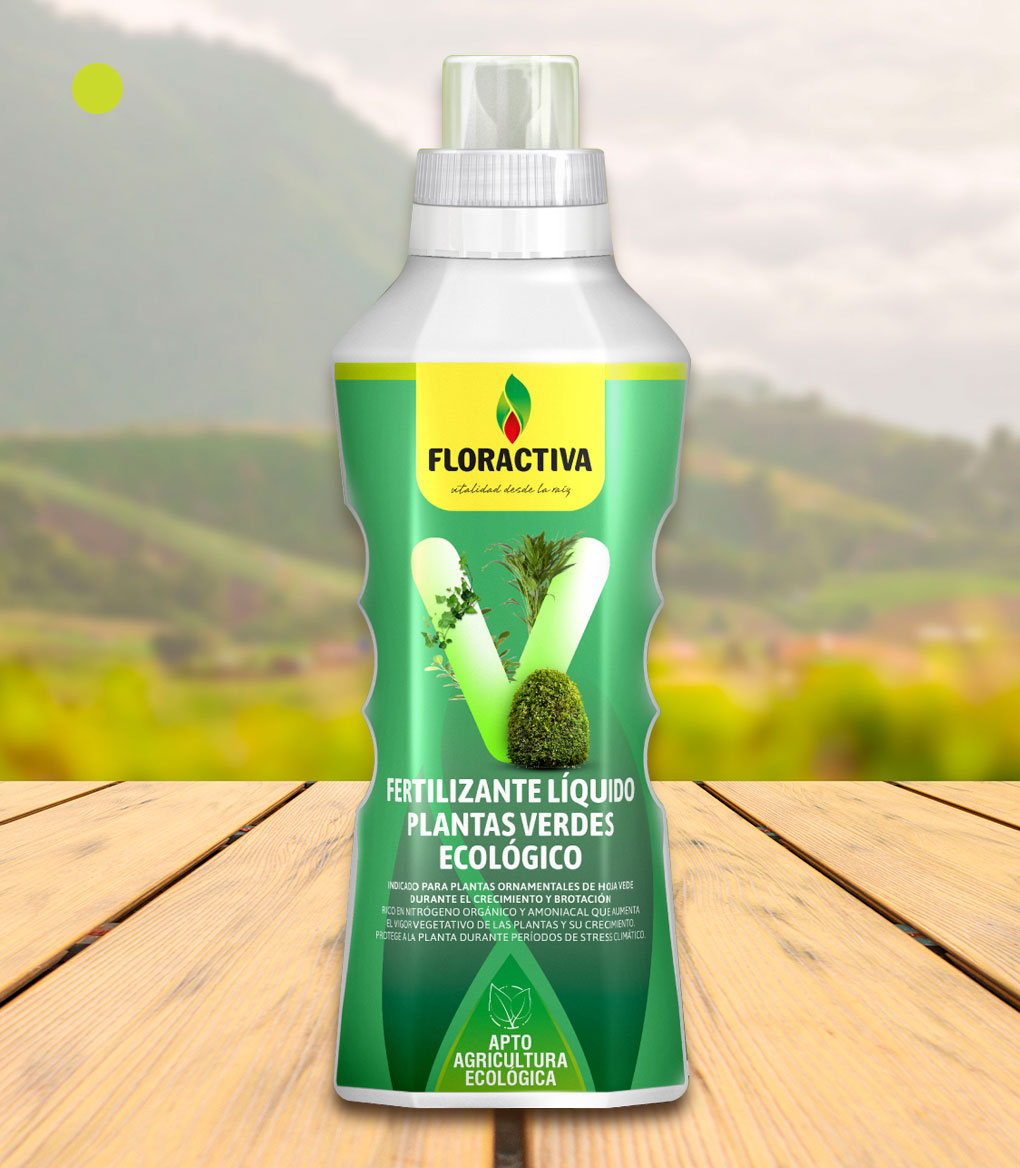 FLORACTIVA
vitalidad desde la raíz
V
FERTILIZANTE LÍQUIDO
PLANTAS VERDES
ECOLÓGICO
INDICADO PARA PLANTAS ORNAMENTALES DE HOJA VEDE
DURANTE EL CRECIMIENTO Y BROTACIÓN
RICO EN NITRÓGENO ORGÁNICO Y AMONIACAL QUE AUMENTA
EL VIGOR VEGETATIVO DE LAS PLANTAS Y SU CRECIMIENTO.
PROTEGE A LA PLANTA DURANTE PERÍODOS DE STRESS CLIMÁTICO.
APTO
AGRICULTURA
ECOLÓGICA